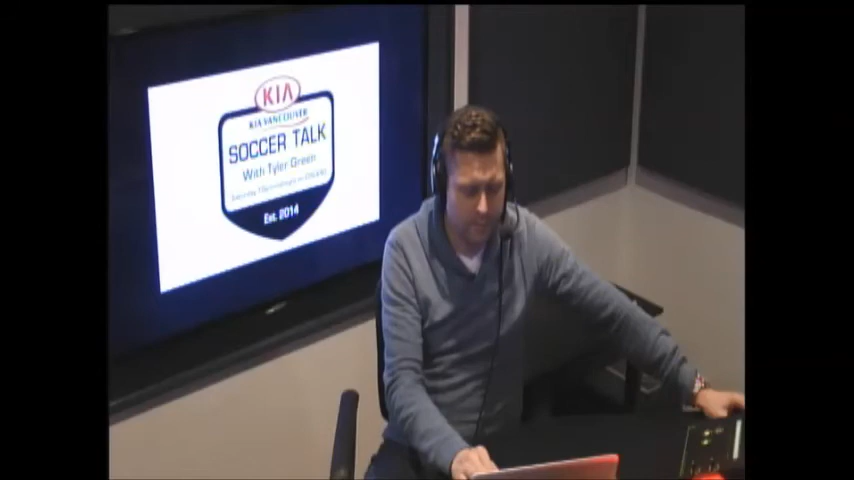 KIA
KIA VANCOUVER
SOCCER TALK
With Tyler Green
Est. 2014